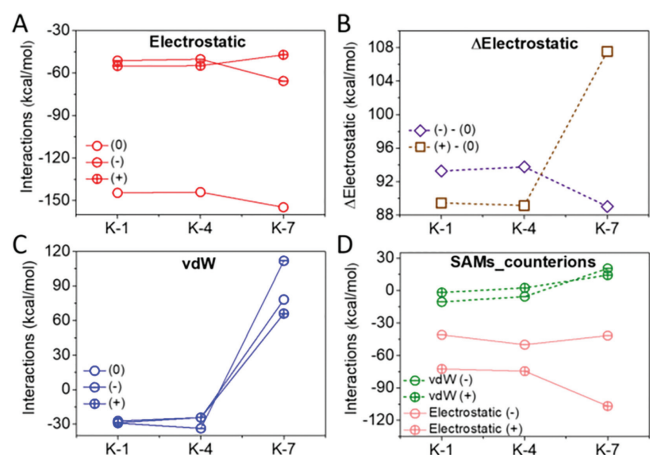 A
Electrostatic
Interactions (kcal/mol)
-30
-60
-90
-120
-150
(0)
(-)
(+)
K-1
K-4
K-7
B
ΔElectrostatic
ΔElectrostatic (kcal/mol)
108
104
100
96
92
88
(-) - (0)
(+) - (0)
K-1
K-4
K-7
C
vdW
Interactions (kcal/mol)
120
90
60
30
0
-30
(0)
(-)
(+)
K-1
K-4
K-7
D
SAMs_counterions
Interactions (kcal/mol)
30
0
-30
-60
-90
-120
vdW (-)
vdW (+)
Electrostatic (-)
Electrostatic (+)
K-1
K-4
K-7